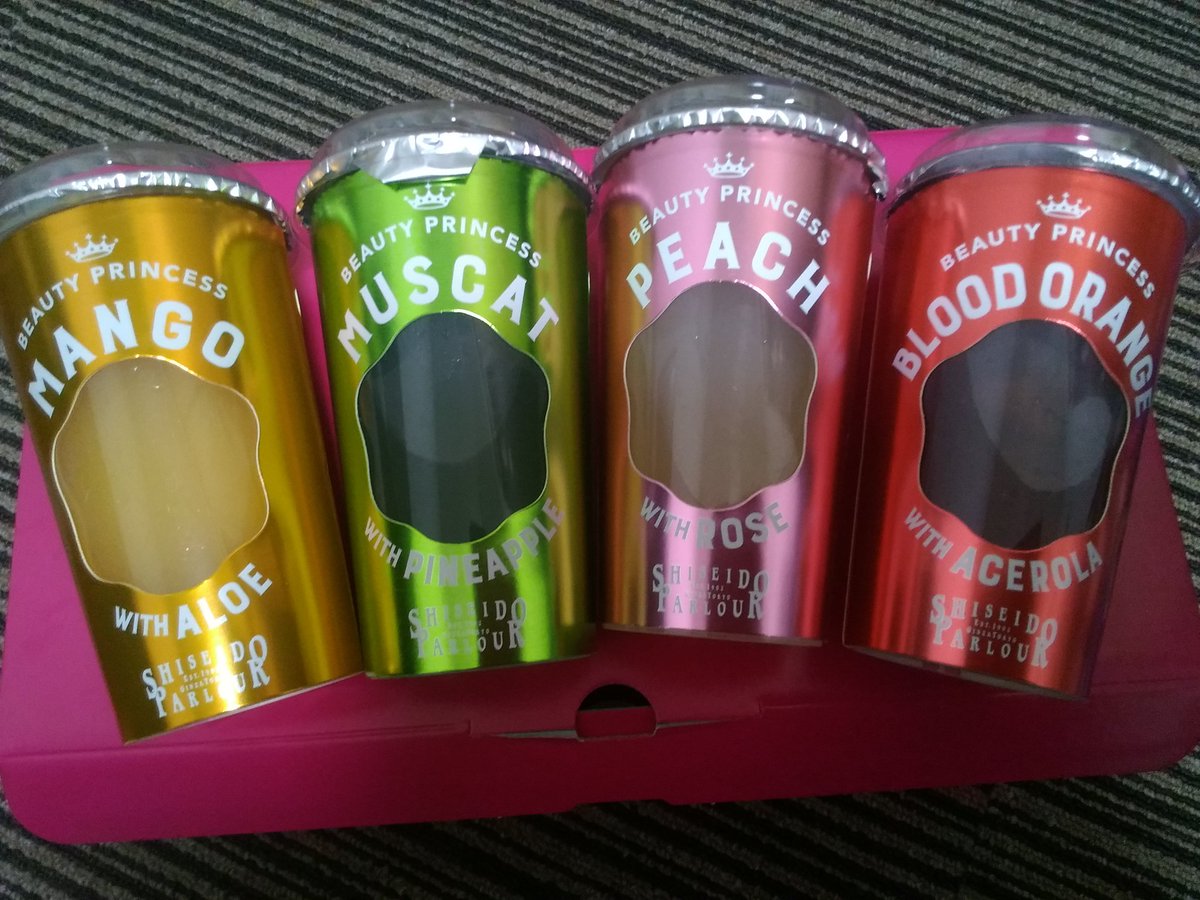 BEAUTY PRINCESS
MANGO
WITH ALOE
SHISEIDO
PARLOUR
BEAUTY PRINCESS
MUSCAT
WITH PINEAPPLE
SHISEIDO
PARLOUR
BEAUTY PRINCESS
PEACH
WITH ROSE
SHISEIDO
PARLOUR
BEAUTY PRINCESS
BLOOD ORANGE
WITH ACEROLA
SHISEIDO
PARLOUR